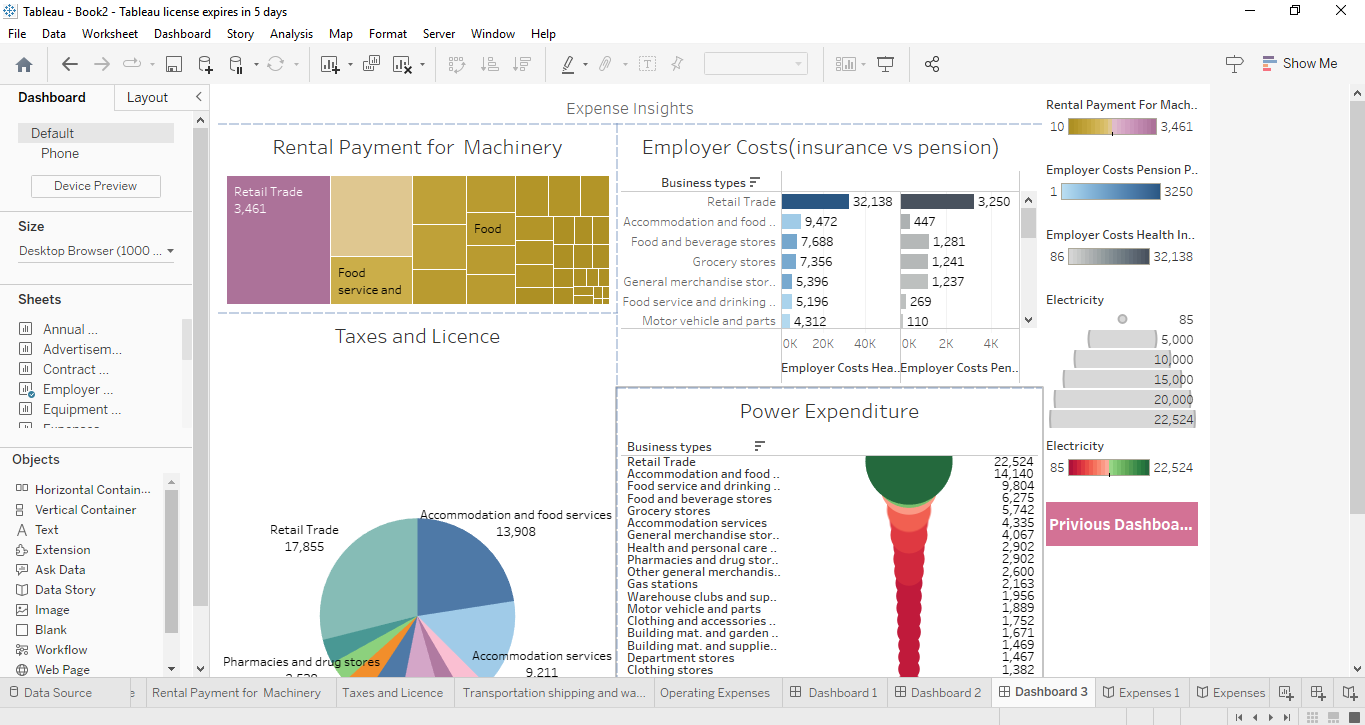 Tableau - Book2 - Tableau license expires in 5 days
File Data Worksheet Dashboard Story Analysis Map Format Server Window Help
Show Me
Dashboard Layout
Default
Phone
Device Preview
Size
Desktop Browser (1000 ...
Sheets
Annual ...
Advertisem...
Contract ...
Employer ...
Equipment ...
Objects
Horizontal Contain...
Vertical Container
Text
Extension
Ask Data
Data Story
Image
Blank
Workflow
Web Page
Expense Insights
Rental Payment for Machinery
Retail Trade
3,461
Food
service and
Food
Taxes and Licence
Accommodation and food services
13,908
Retail Trade
17,855
Pharmacies and drug stores
Accommodation services
9,211
Employer Costs(insurance vs pension)
Business types
Retail Trade 32,138 3,250
Accommodation and food .. 9,472 447
Food and beverage stores 7,688 1,281
Grocery stores 7,356 1,241
General merchandise stor.. 5,396 1,237
Food service and drinking .. 5,196 269
Motor vehicle and parts 4,312 110
0K 20K 40K 0K 2K 4K
Employer Costs Hea.. Employer Costs Pen..
Power Expenditure
Business types
Retail Trade 22,524
Accommodation and food .. 14,140
Food service and drinking .. 9,804
Food and beverage stores 6,275
Grocery stores 5,742
Accommodation services 4,335
General merchandise stor.. 4,067
Health and personal care .. 2,902
Pharmacies and drug stor.. 2,902
Other general merchandis.. 2,600
Gas stations 2,163
Warehouse clubs and sup.. 1,956
Motor vehicle and parts 1,889
Clothing and accessories .. 1,752
Building mat. and garden .. 1,671
Building mat. and supplie.. 1,469
Department stores 1,467
Clothing stores 1,382
Rental Payment For Mach..
10 3,461
Employer Costs Pension P..
1 3250
Employer Costs Health In..
86 32,138
Electricity
85
5,000
10,000
15,000
20,000
22,524
Electricity
85 22,524
Privious Dashboa...
Data Source Rental Payment for Machinery Taxes and Licence Transportation shipping and wa... Operating Expenses Dashboard 1 Dashboard 2 Dashboard 3 Expenses 1 Expenses